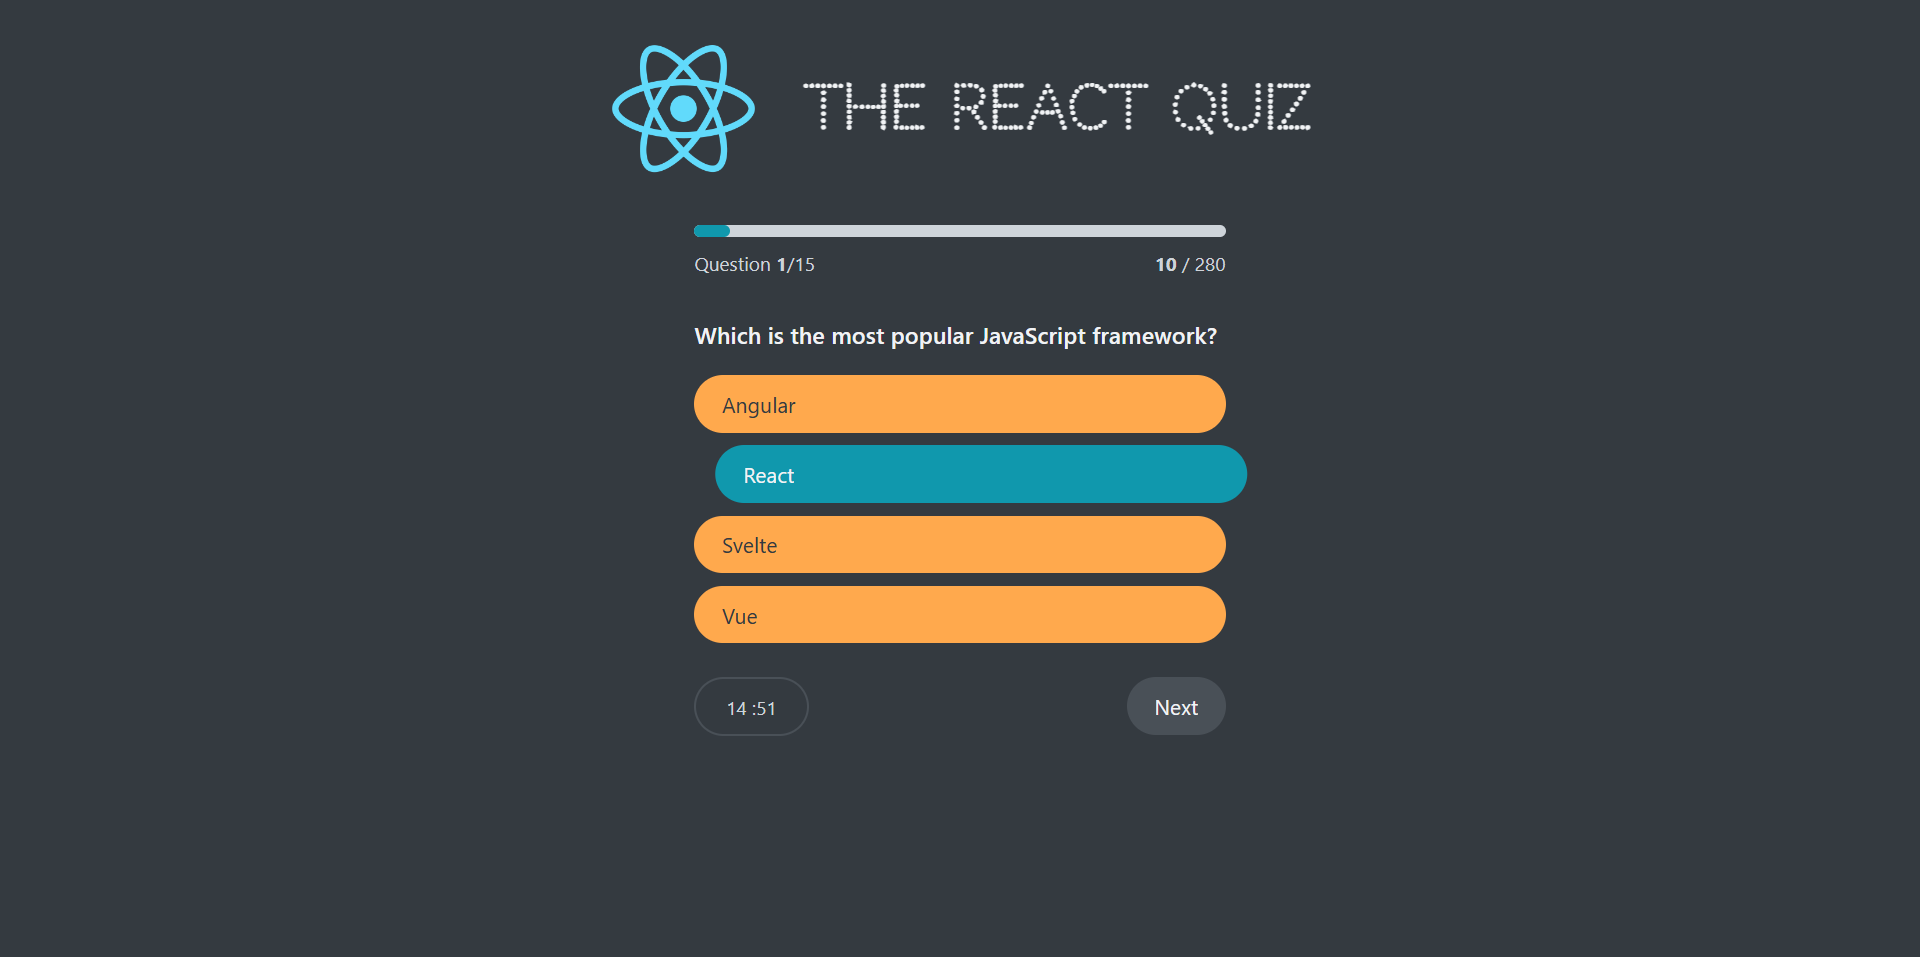 THE REACT QUIZ
Question 1/15
10 / 280
Which is the most popular JavaScript framework?
Angular
React
Svelte
Vue
14 :51
Next